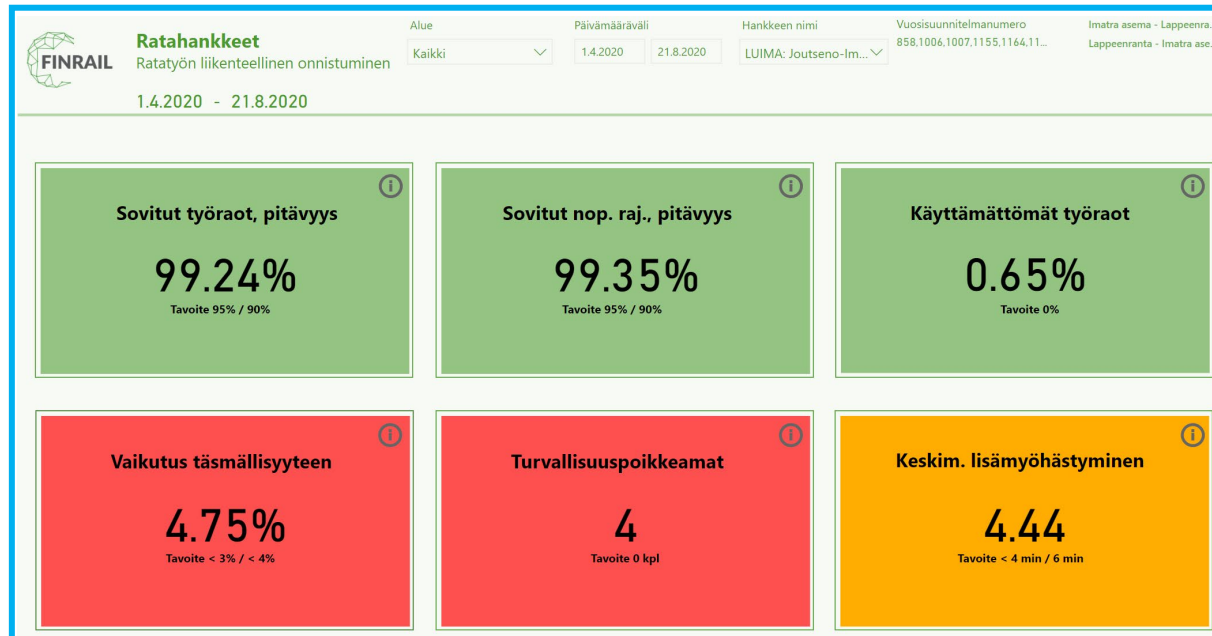 FINRAIL
Ratahankkeet
Ratatyön liikenteellinen onnistuminen
1.4.2020 - 21.8.2020
Alue
Kaikki
Päivämääräväli
1.4.2020 21.8.2020
Hankkeen nimi
LUIMA: Joutseno-Im...
Vuosisuunnitelmanumero
858,1006,1007,1155,1164,11...
Imatra asema - Lappeenra..
Lappeenranta - Imatra ase..
Sovitut työraot, pitävyys
99.24%
Tavoite 95% / 90%
Sovitut nop. raj., pitävyys
99.35%
Tavoite 95% / 90%
Käyttämättömät työraot
0.65%
Tavoite 0%
Vaikutus täsmällisyyteen
4.75%
Tavoite < 3% / < 4%
Turvallisuuspoikkeamat
4
Tavoite 0 kpl
Keskim. lisämyöhästyminen
4.44
Tavoite < 4 min / 6 min